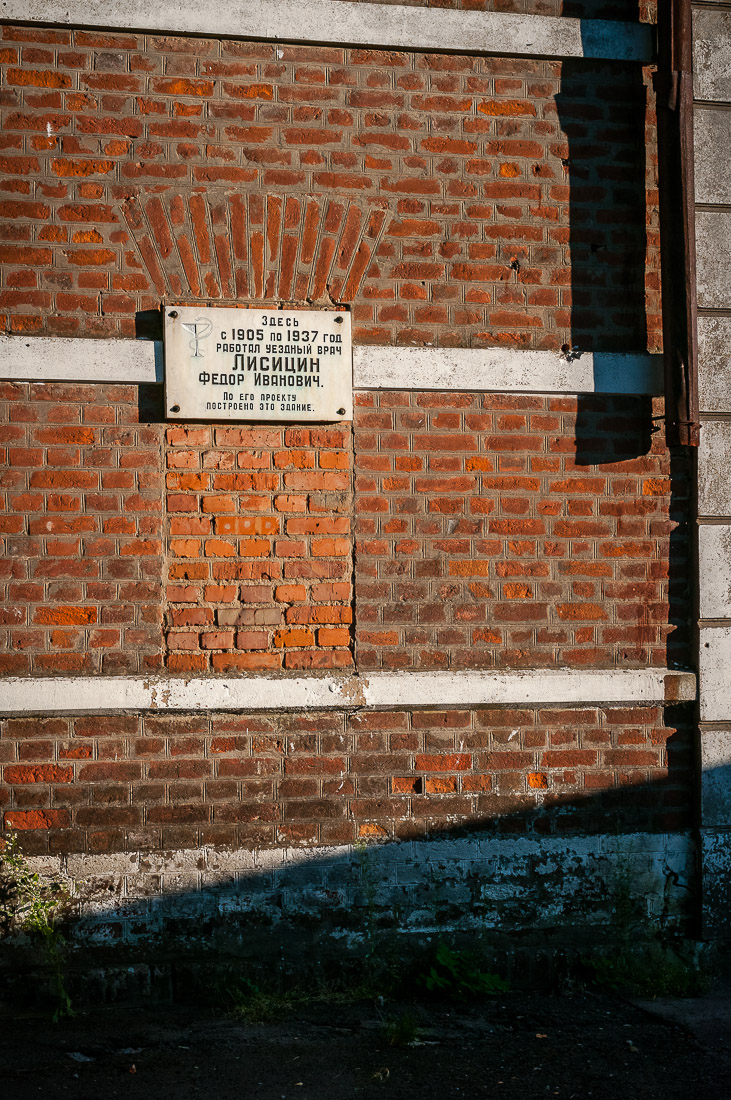 Здесь
с 1905 по 1937 год
работал уездный врач
Лисицин
Федор Иванович.
По его проекту
построено это здание.